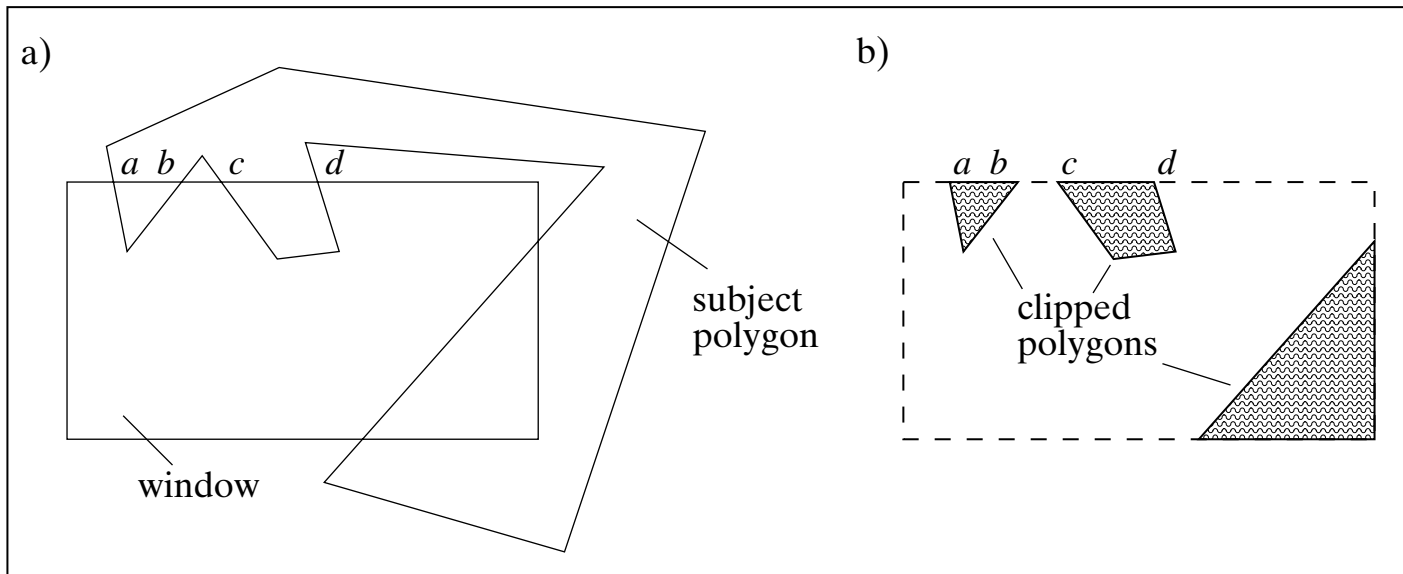 a)
a b c d
subject
polygon
window
b)
a b c d
clipped
polygons